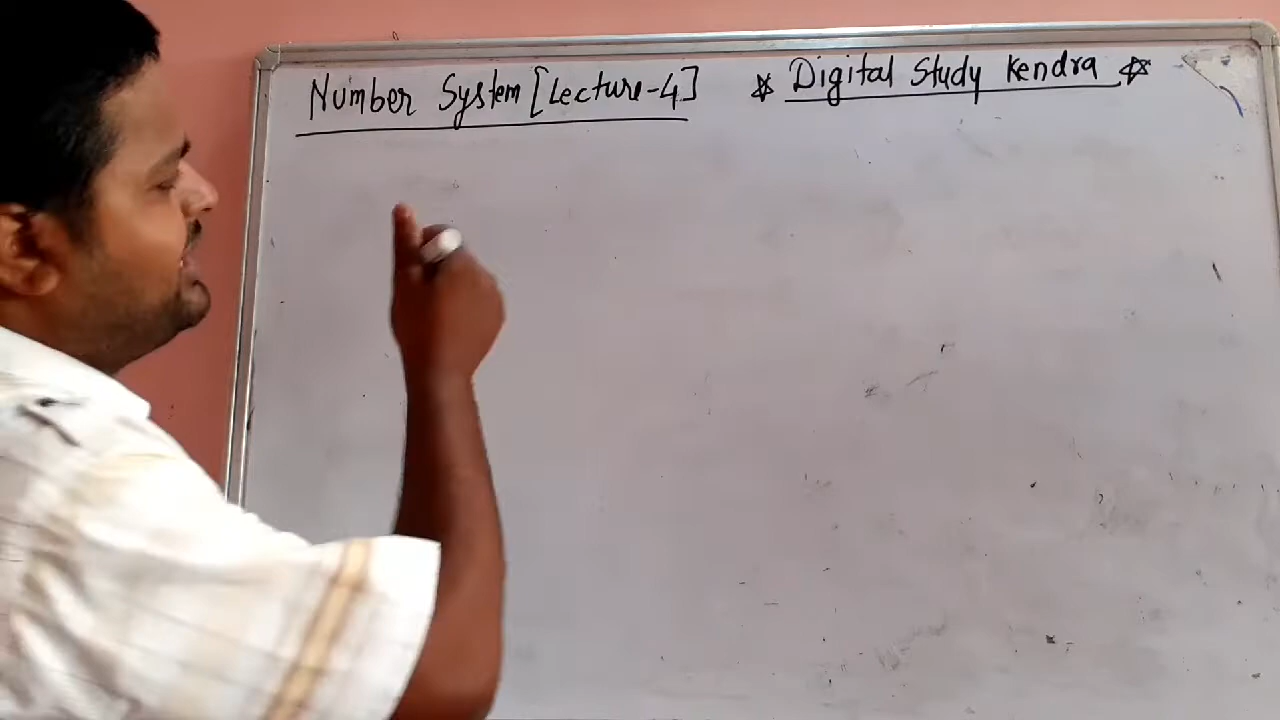 Number System [Lecture-4]
☆ Digital Study Kendra ☆